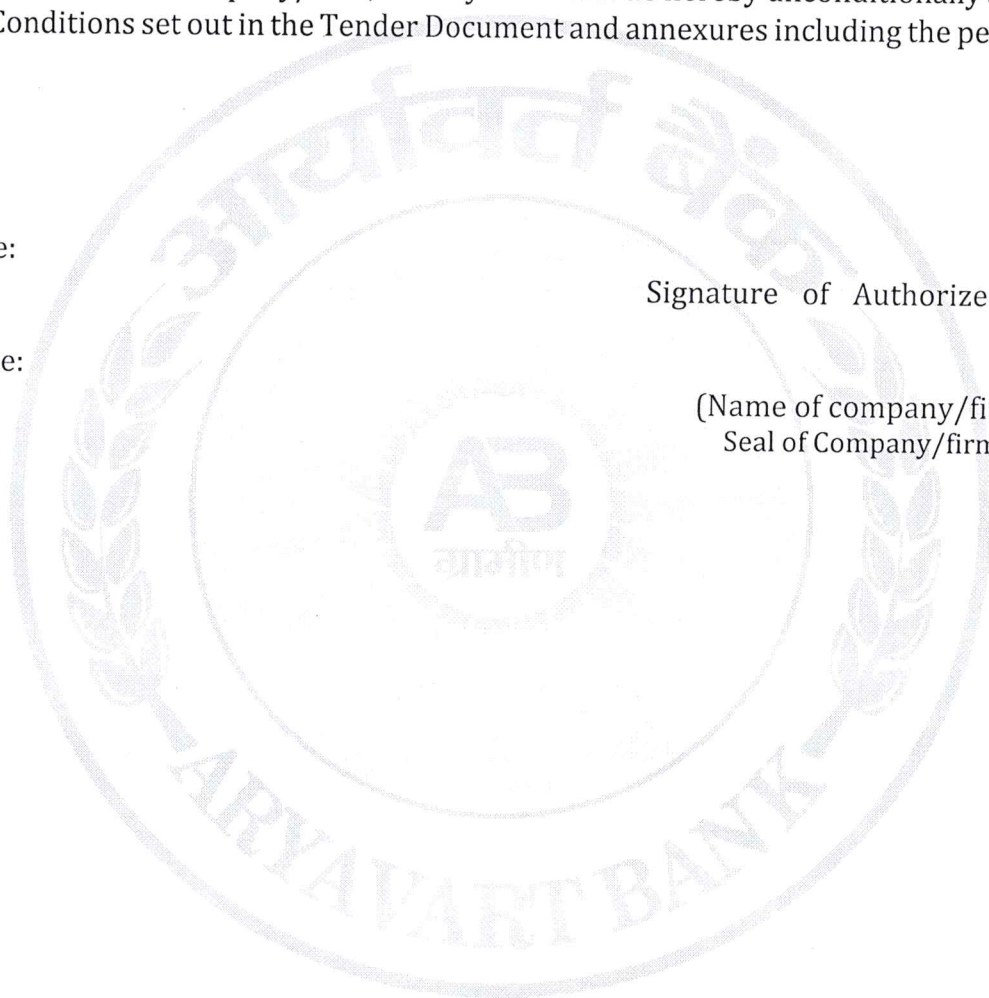 Conditions set out in the Tender Document and annexures including the pe
आर्यावर्त बैंक
e:
Signature of Authorize
e:
(Name of company/fi
Seal of Company/firm
AB
ग्रामीण
ARYAVART BANK